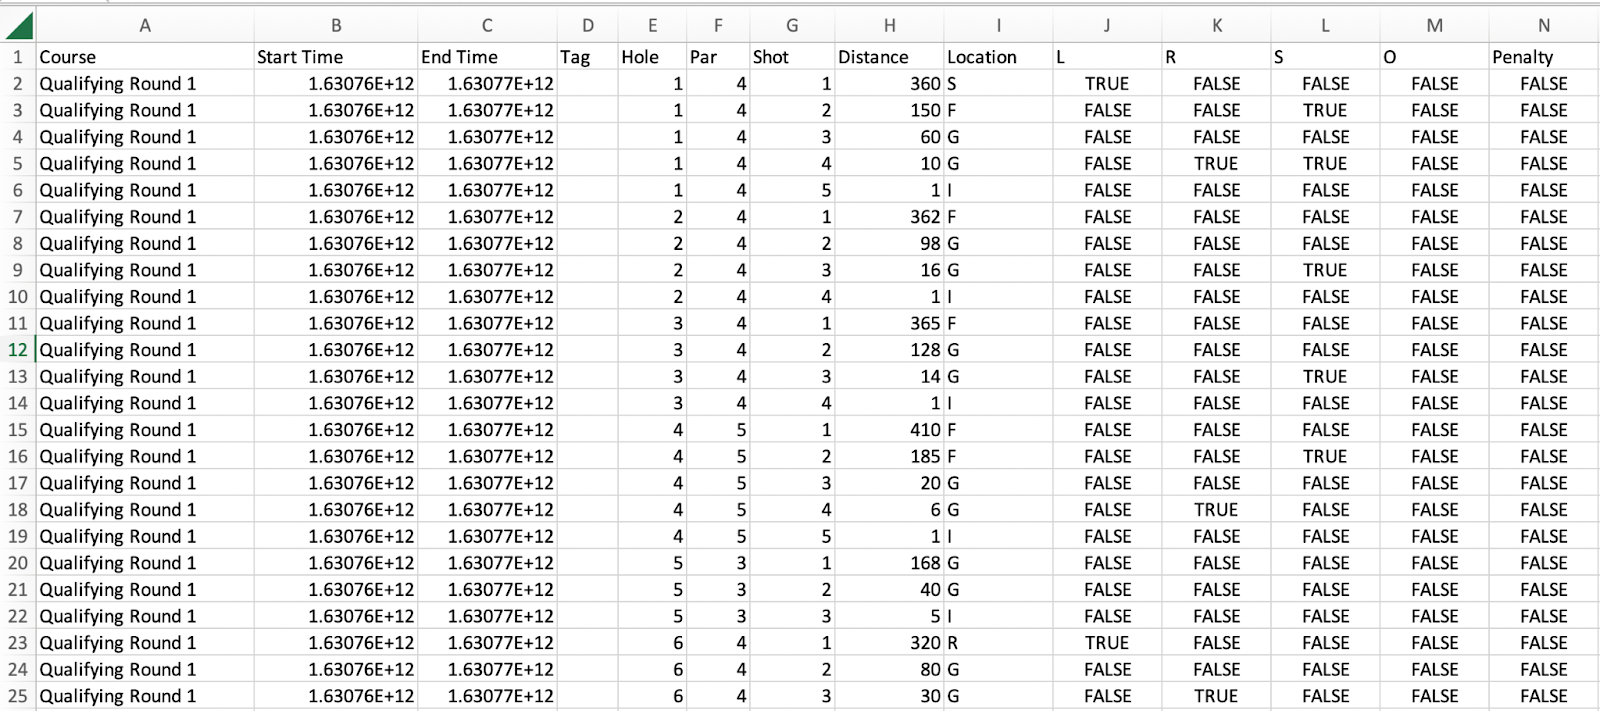 A B C D E F G H I J K L M N
1 Course Start Time End Time Tag Hole Par Shot Distance Location L R S O Penalty
2 Qualifying Round 1 1.63076E+12 1.63077E+12 1 4 1 360 S TRUE FALSE FALSE FALSE FALSE
3 Qualifying Round 1 1.63076E+12 1.63077E+12 1 4 2 150 F FALSE FALSE TRUE FALSE FALSE
4 Qualifying Round 1 1.63076E+12 1.63077E+12 1 4 3 60 G FALSE FALSE FALSE FALSE FALSE
5 Qualifying Round 1 1.63076E+12 1.63077E+12 1 4 4 10 G FALSE TRUE TRUE FALSE FALSE
6 Qualifying Round 1 1.63076E+12 1.63077E+12 1 4 5 1 I FALSE FALSE FALSE FALSE FALSE
7 Qualifying Round 1 1.63076E+12 1.63077E+12 2 4 1 362 F FALSE FALSE FALSE FALSE FALSE
8 Qualifying Round 1 1.63076E+12 1.63077E+12 2 4 2 98 G FALSE FALSE FALSE FALSE FALSE
9 Qualifying Round 1 1.63076E+12 1.63077E+12 2 4 3 16 G FALSE FALSE TRUE FALSE FALSE
10 Qualifying Round 1 1.63076E+12 1.63077E+12 2 4 4 1 I FALSE FALSE FALSE FALSE FALSE
11 Qualifying Round 1 1.63076E+12 1.63077E+12 3 4 1 365 F FALSE FALSE FALSE FALSE FALSE
12 Qualifying Round 1 1.63076E+12 1.63077E+12 3 4 2 128 G FALSE FALSE FALSE FALSE FALSE
13 Qualifying Round 1 1.63076E+12 1.63077E+12 3 4 3 14 G FALSE FALSE TRUE FALSE FALSE
14 Qualifying Round 1 1.63076E+12 1.63077E+12 3 4 4 1 I FALSE FALSE FALSE FALSE FALSE
15 Qualifying Round 1 1.63076E+12 1.63077E+12 4 5 1 410 F FALSE FALSE FALSE FALSE FALSE
16 Qualifying Round 1 1.63076E+12 1.63077E+12 4 5 2 185 F FALSE FALSE TRUE FALSE FALSE
17 Qualifying Round 1 1.63076E+12 1.63077E+12 4 5 3 20 G FALSE FALSE FALSE FALSE FALSE
18 Qualifying Round 1 1.63076E+12 1.63077E+12 4 5 4 6 G FALSE TRUE FALSE FALSE FALSE
19 Qualifying Round 1 1.63076E+12 1.63077E+12 4 5 5 1 I FALSE FALSE FALSE FALSE FALSE
20 Qualifying Round 1 1.63076E+12 1.63077E+12 5 3 1 168 G FALSE FALSE FALSE FALSE FALSE
21 Qualifying Round 1 1.63076E+12 1.63077E+12 5 3 2 40 G FALSE FALSE FALSE FALSE FALSE
22 Qualifying Round 1 1.63076E+12 1.63077E+12 5 3 3 5 I FALSE FALSE FALSE FALSE FALSE
23 Qualifying Round 1 1.63076E+12 1.63077E+12 6 4 1 320 R TRUE FALSE FALSE FALSE FALSE
24 Qualifying Round 1 1.63076E+12 1.63077E+12 6 4 2 80 G FALSE FALSE FALSE FALSE FALSE
25 Qualifying Round 1 1.63076E+12 1.63077E+12 6 4 3 30 G FALSE TRUE FALSE FALSE FALSE